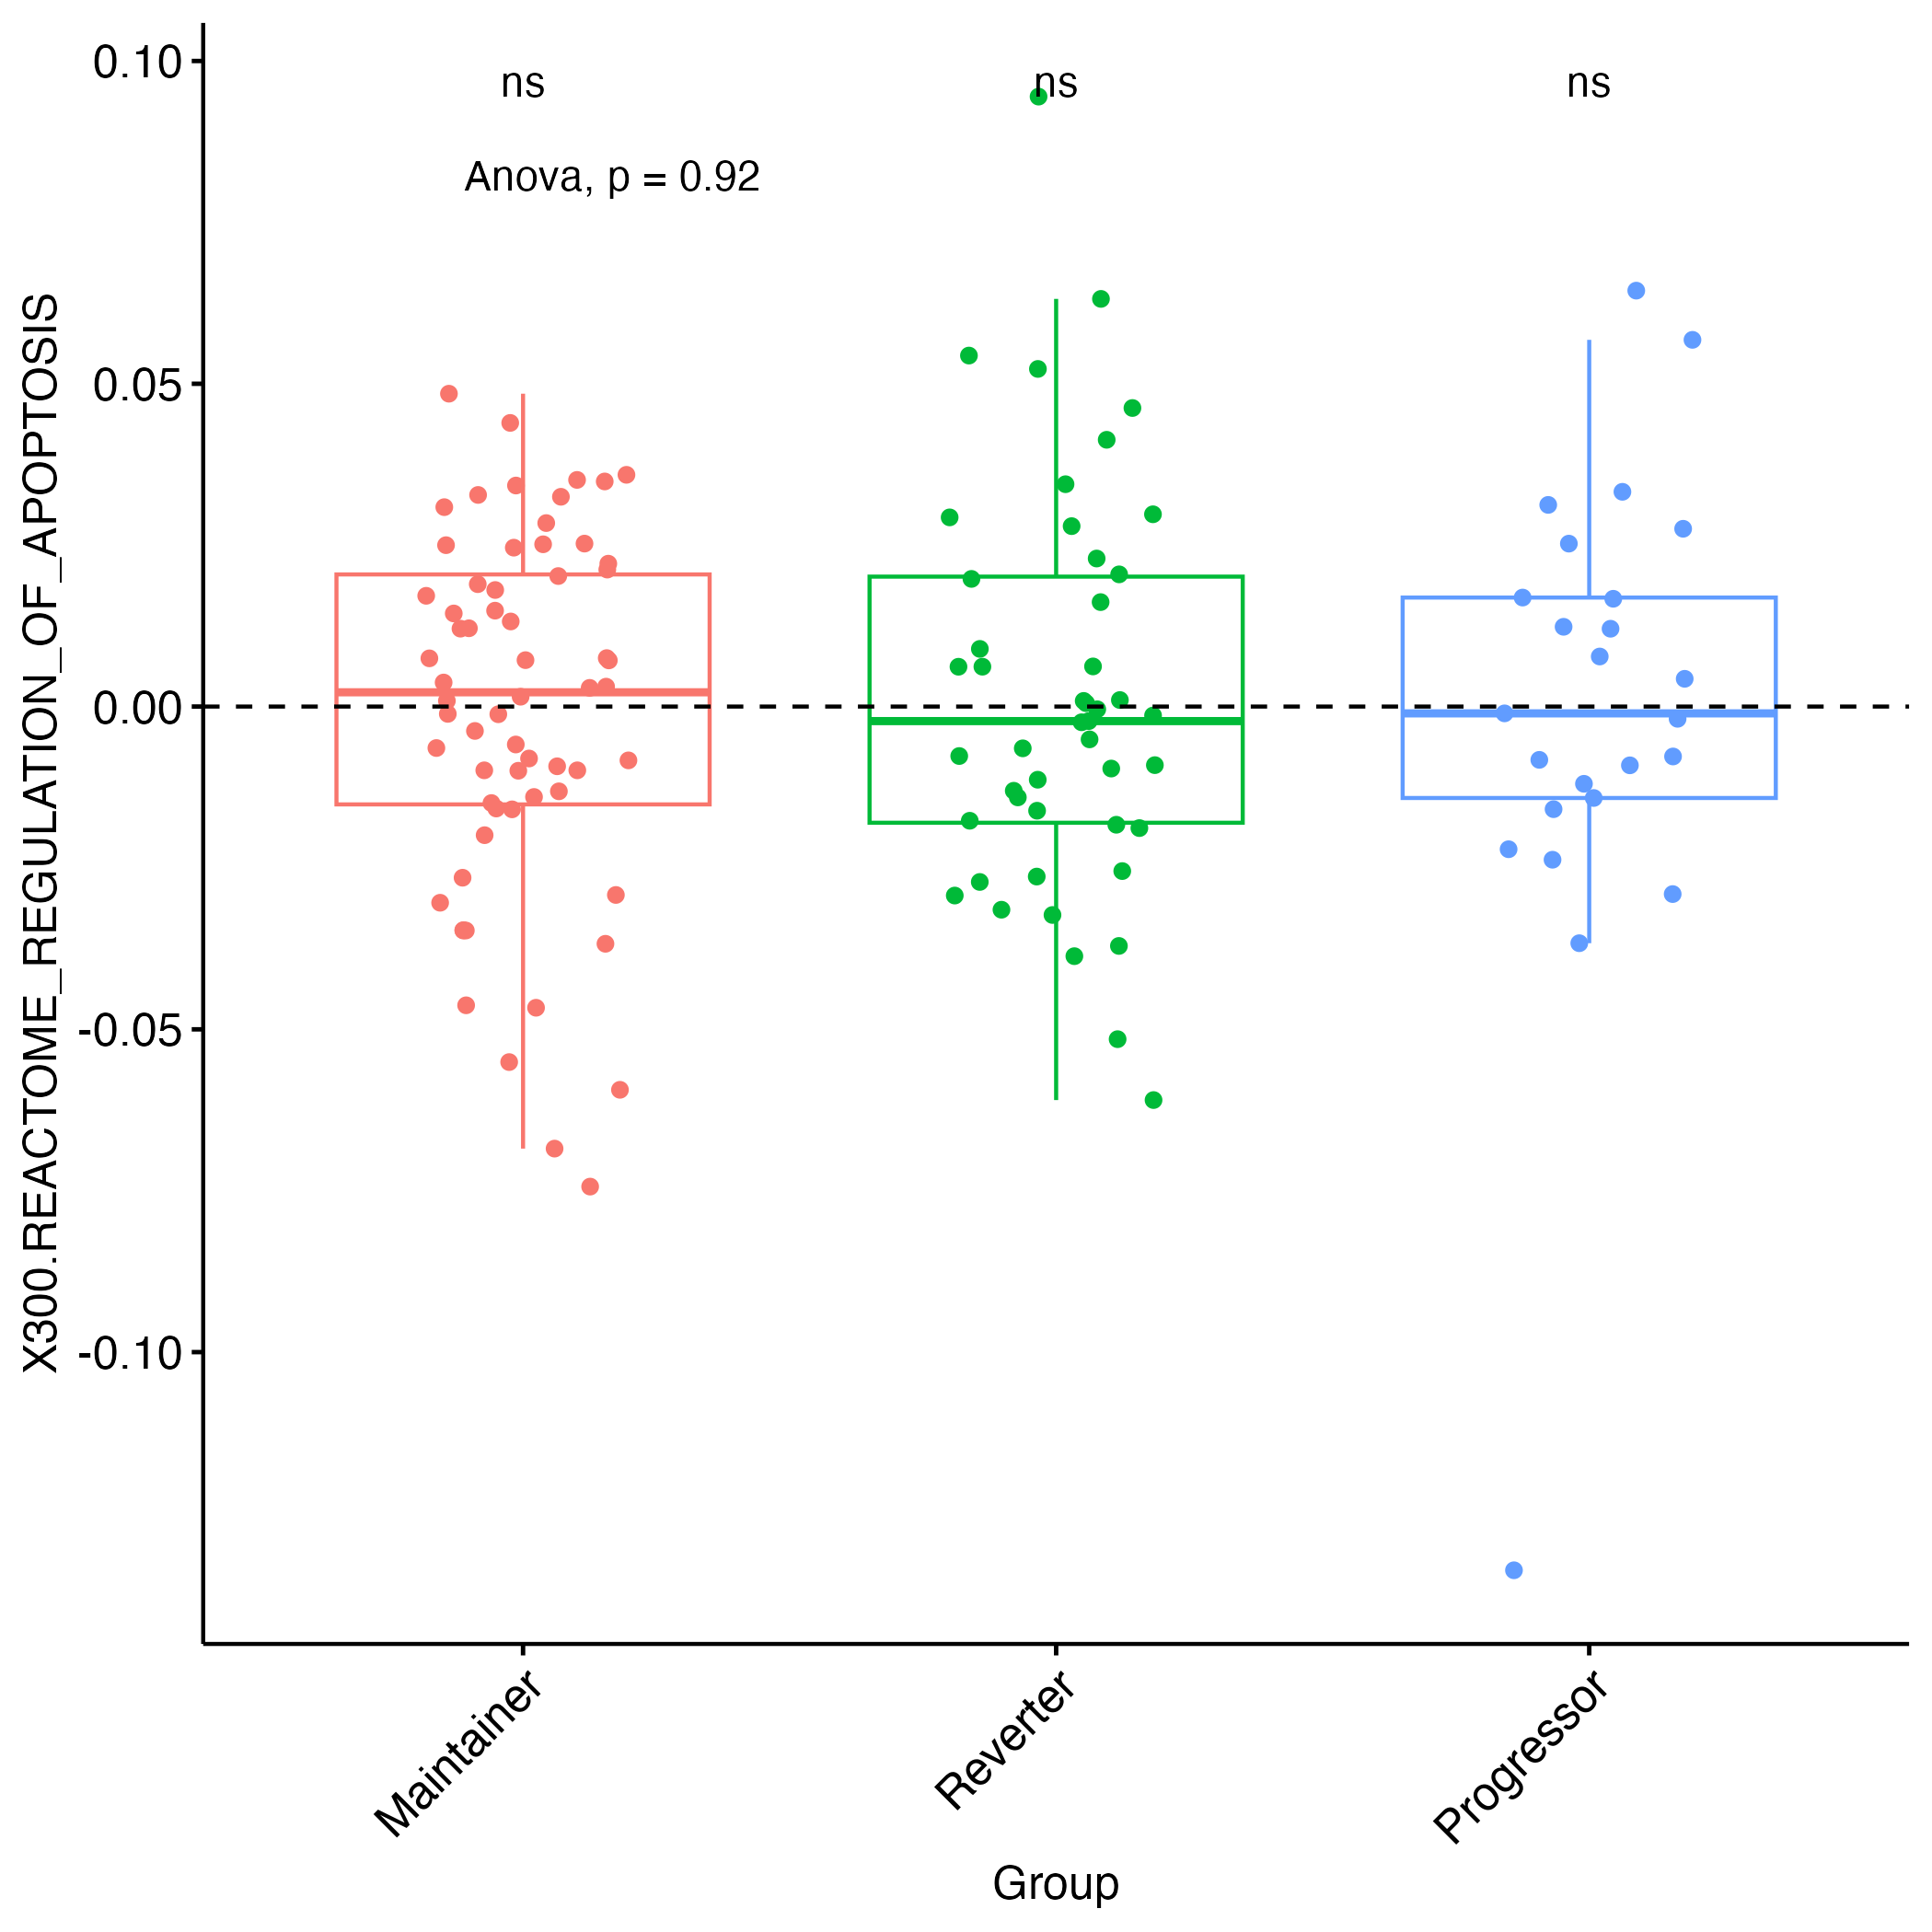 X300.REACTOME_REGULATION_OF_APOPTOSIS
0.10
0.05
0.00
-0.05
-0.10
ns
ns
ns
Anova, p = 0.92
Maintainer
Reverter
Progressor
Group